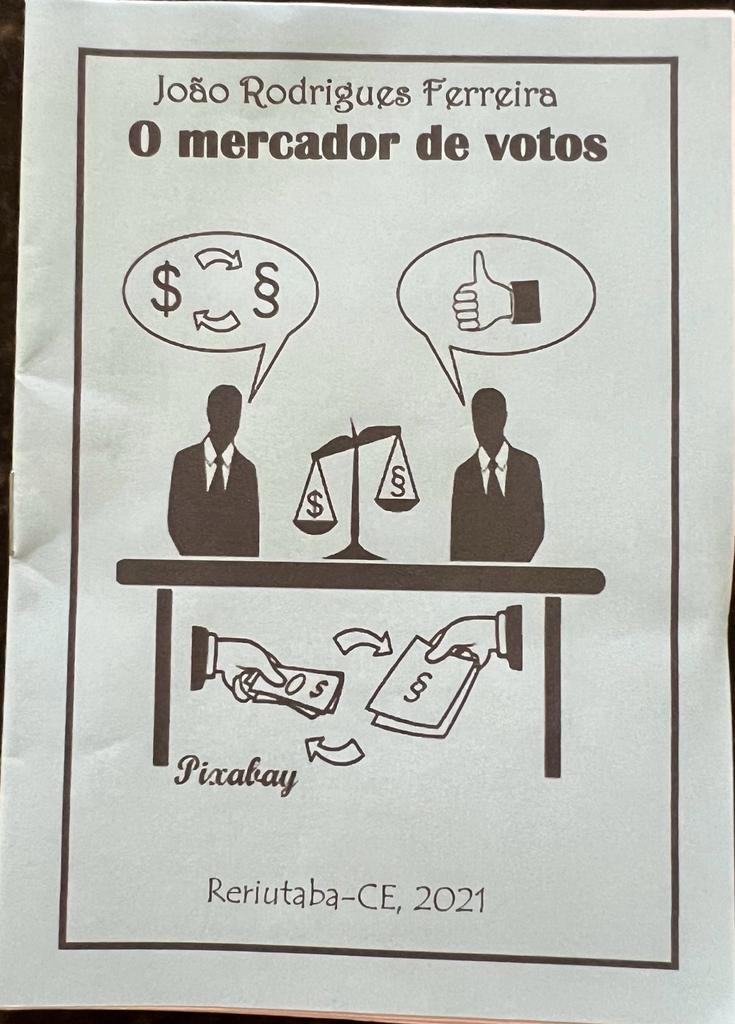 João Rodrigues Ferreira
O mercador de votos
$ §
$ §
$ §
Pixabay
Reriutaba-CE, 2021